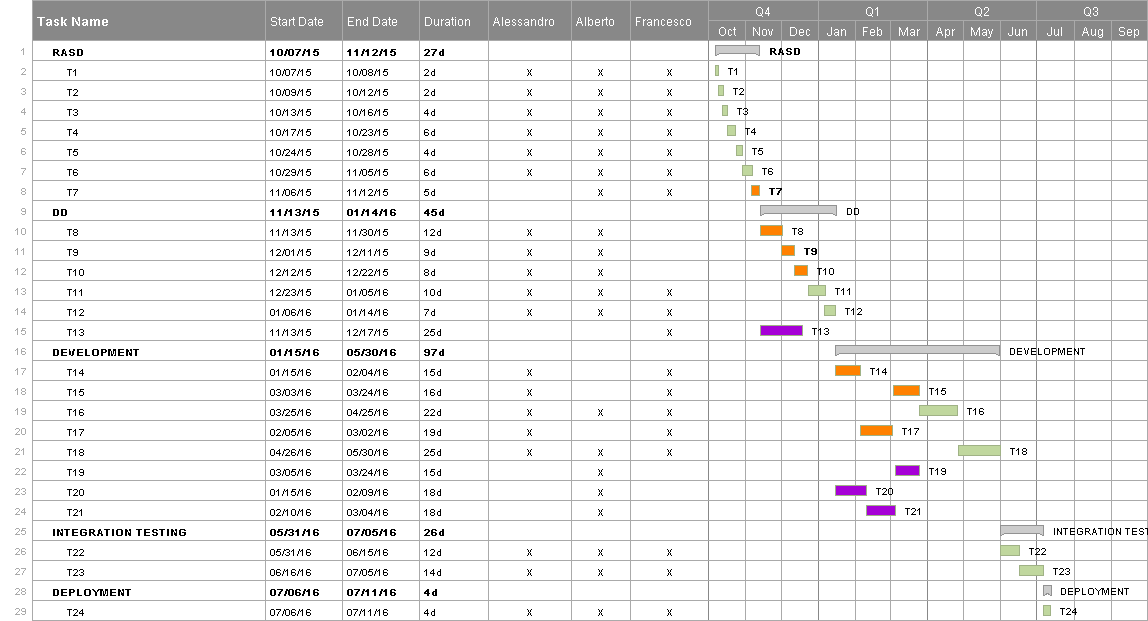 Q4 Q1 Q2 Q3
Task Name Start Date End Date Duration Alessandro Alberto Francesco Oct Nov Dec Jan Feb Mar Apr May Jun Jul Aug Sep
1 RASD 10/07/15 11/12/15 27d RASD
2 T1 10/07/15 10/08/15 2d X X X T1
3 T2 10/09/15 10/12/15 2d X X X T2
4 T3 10/13/15 10/16/15 4d X X X T3
5 T4 10/17/15 10/23/15 6d X X X T4
6 T5 10/24/15 10/28/15 4d X X X T5
7 T6 10/29/15 11/05/15 6d X X X T6
8 T7 11/06/15 11/12/15 5d X X T7
9 DD 11/13/15 01/14/16 45d DD
10 T8 11/13/15 11/30/15 12d X X T8
11 T9 12/01/15 12/11/15 9d X X T9
12 T10 12/12/15 12/22/15 8d X X T10
13 T11 12/23/15 01/05/16 10d X X X T11
14 T12 01/06/16 01/14/16 7d X X X T12
15 T13 11/13/15 12/17/15 25d X T13
16 DEVELOPMENT 01/15/16 05/30/16 97d DEVELOPMENT
17 T14 01/15/16 02/04/16 15d X X T14
18 T15 03/03/16 03/24/16 16d X X T15
19 T16 03/25/16 04/25/16 22d X X X T16
20 T17 02/05/16 03/02/16 19d X X T17
21 T18 04/26/16 05/30/16 25d X X X T18
22 T19 03/05/16 03/24/16 15d X T19
23 T20 01/15/16 02/09/16 18d X T20
24 T21 02/10/16 03/04/16 18d X T21
25 INTEGRATION TESTING 05/31/16 07/05/16 26d INTEGRATION TEST
26 T22 05/31/16 06/15/16 12d X X X T22
27 T23 06/16/16 07/05/16 14d X X X T23
28 DEPLOYMENT 07/06/16 07/11/16 4d DEPLOYMENT
29 T24 07/06/16 07/11/16 4d X X X T24